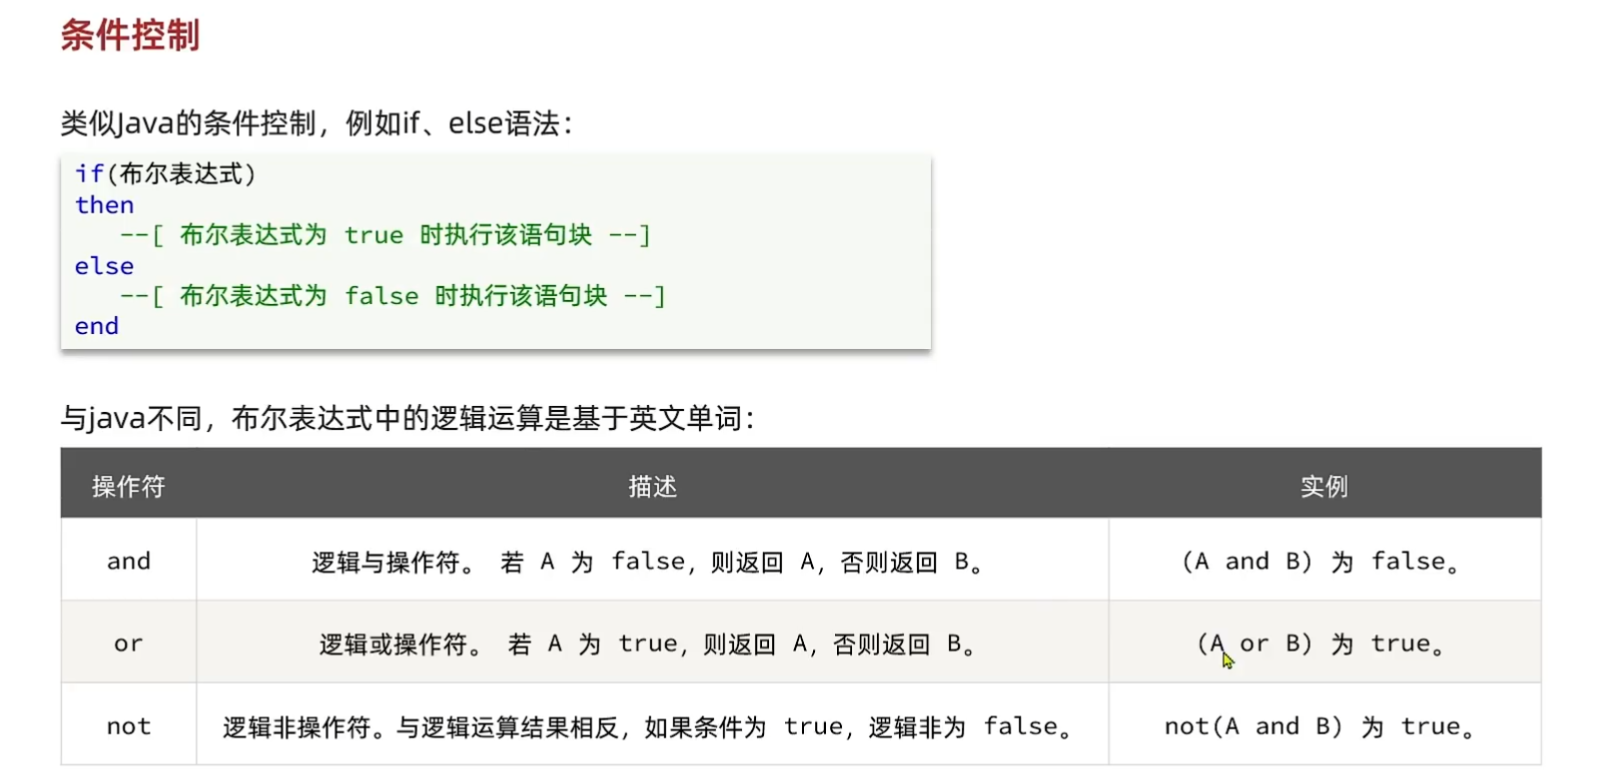 条件控制
类似Java的条件控制，例如if、else语法：
if(布尔表达式)
then
--[ 布尔表达式为 true 时执行该语句块 --]
else
--[ 布尔表达式为 false 时执行该语句块 --]
end
与java不同，布尔表达式中的逻辑运算是基于英文单词：
操作符 描述 实例
and 逻辑与操作符。 若 A 为 false，则返回 A，否则返回 B。 (A and B) 为 false。
or 逻辑或操作符。 若 A 为 true，则返回 A，否则返回 B。 (A or B) 为 true。
not 逻辑非操作符。与逻辑运算结果相反，如果条件为 true，逻辑非为 false。 not(A and B) 为 true。